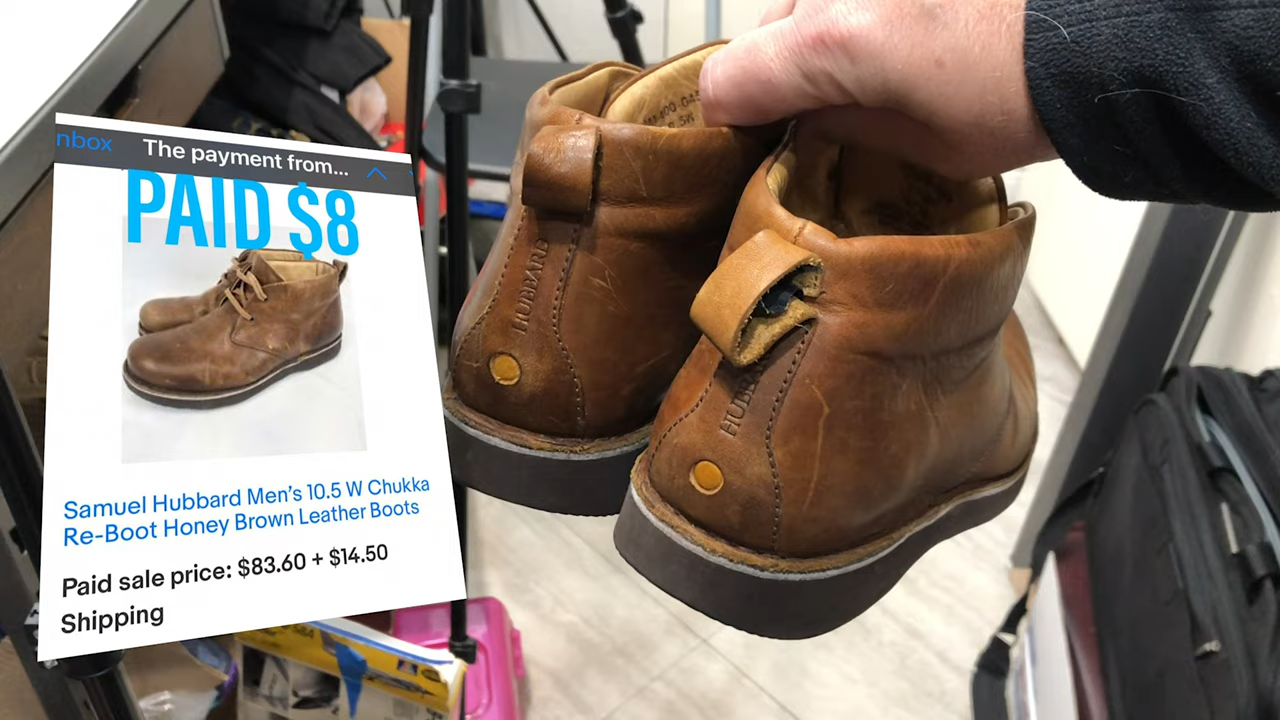 nbox
The payment from...
PAID $8
Samuel Hubbard Men's 10.5 W Chukka
Re-Boot Honey Brown Leather Boots
Paid sale price: $83.60 + $14.50
Shipping
HUBBARD
HUBB